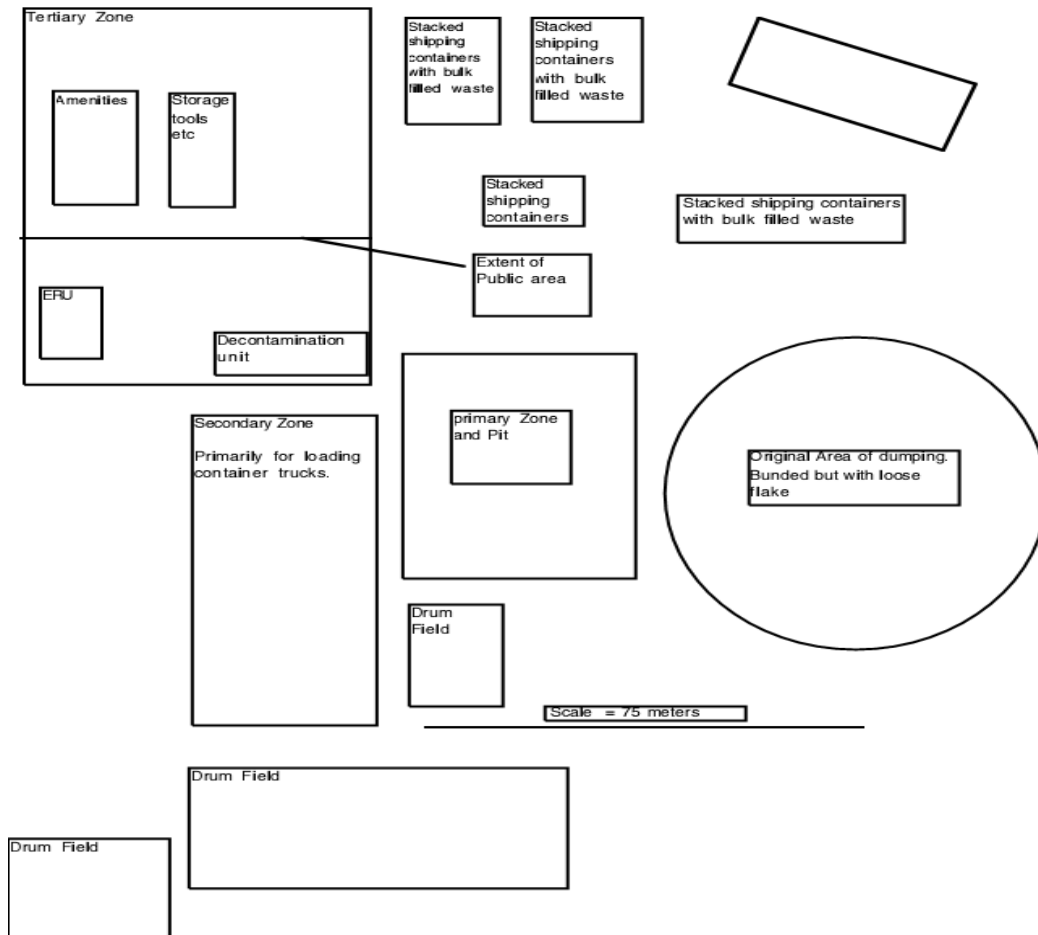 Tertiary Zone
Amenities
Storage
tools
etc
Stacked
shipping
containers
with bulk
filled waste
Stacked
shipping
containers
with bulk
filled waste
Stacked
shipping
containers
Stacked shipping containers
with bulk filled waste
Extent of
Public area
ERU
Decontamination
unit
Secondary Zone
Primarily for loading
container trucks.
primary Zone
and Pit
Original Area of dumping.
Bunded but with loose
flake
Drum
Field
Scale = 75 meters
Drum Field
Drum Field